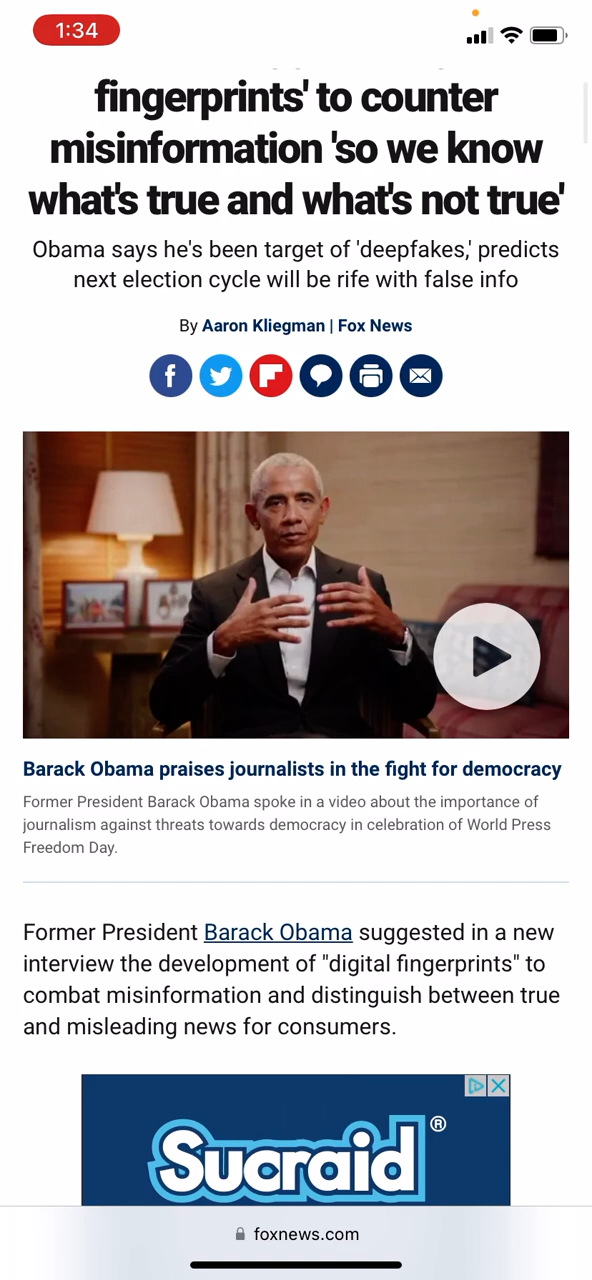 1:34
fingerprints' to counter
misinformation 'so we know
what's true and what's not true'
Obama says he's been target of 'deepfakes,' predicts
next election cycle will be rife with false info
By Aaron Kliegman | Fox News
Barack Obama praises journalists in the fight for democracy
Former President Barack Obama spoke in a video about the importance of
journalism against threats towards democracy in celebration of World Press
Freedom Day.
Former President Barack Obama suggested in a new
interview the development of "digital fingerprints" to
combat misinformation and distinguish between true
and misleading news for consumers.
Sucraid®
foxnews.com